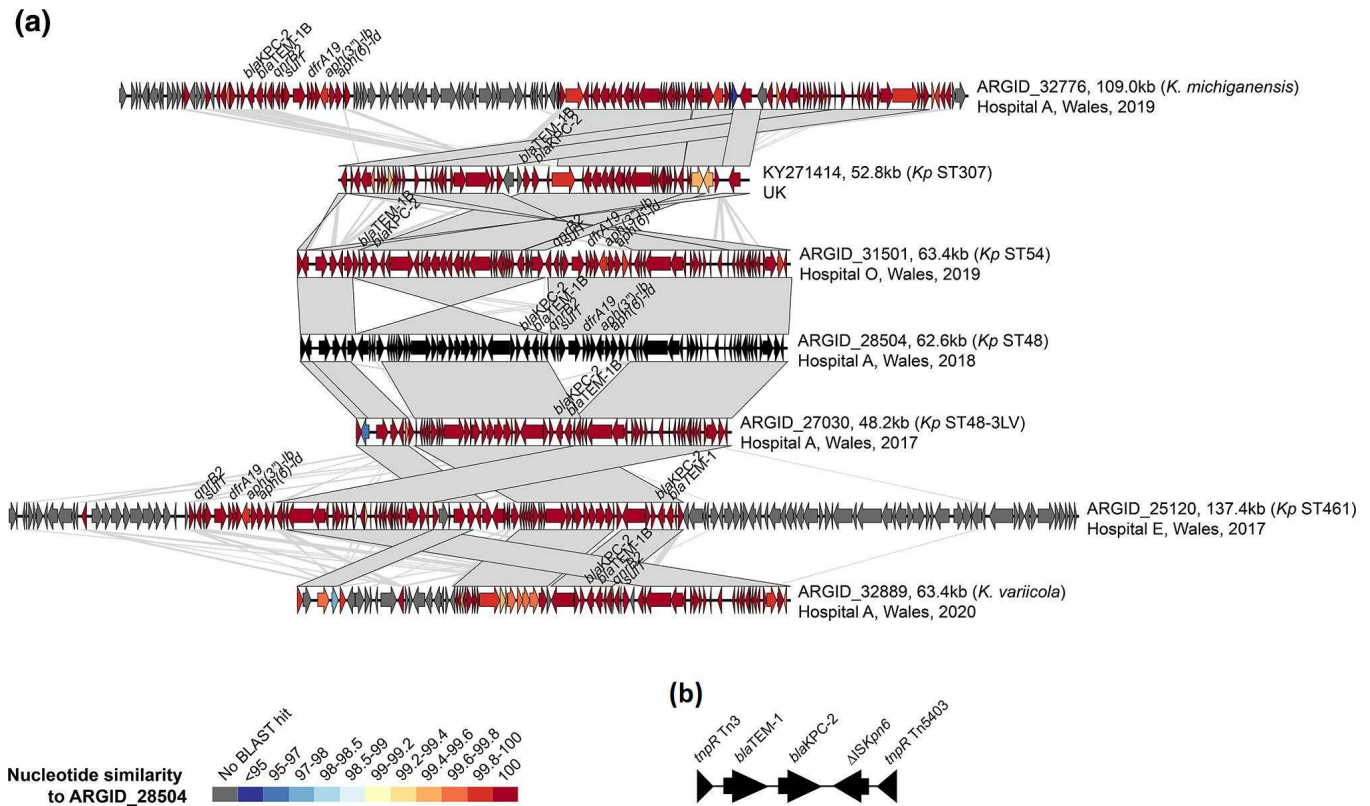 (a)
blaKPC-2
blaTEM-1B
qnrB2
sul1
dfrA19
aph(3")-Ib
aph(6)-Id
ARGID_32776, 109.0kb (K. michiganensis)
Hospital A, Wales, 2019
blaTEM-1B
blaKPC-2
KY271414, 52.8kb (Kp ST307)
UK
blaTEM-1B
blaKPC-2
qnrB2
sul1
dfrA19
aph(3")-Ib
aph(6)-Id
ARGID_31501, 63.4kb (Kp ST54)
Hospital O, Wales, 2019
blaKPC-2
blaTEM-1B
qnrB2
sul1
dfrA19
aph(3")-Ib
aph(6)-Id
ARGID_28504, 62.6kb (Kp ST48)
Hospital A, Wales, 2018
blaKPC-2
blaTEM-1B
ARGID_27030, 48.2kb (Kp ST48-3LV)
Hospital A, Wales, 2017
qnrB2
sul1
dfrA19
aph(3")-Ib
aph(6)-Id
blaKPC-2
blaTEM-1
ARGID_25120, 137.4kb (Kp ST461)
Hospital E, Wales, 2017
blaKPC-2
blaTEM-1B
qnrB2
sul1
ARGID_32889, 63.4kb (K. variicola)
Hospital A, Wales, 2020
Nucleotide similarity
to ARGID_28504
No BLAST hit
<95
95-97
97-98
98-98.5
98.5-99
99-99.2
99.2-99.4
99.4-99.6
99.6-99.8
99.8-100
100
(b)
tnpR Tn3
blaTEM-1
blaKPC-2
ΔISKpn6
tnpR Tn5403